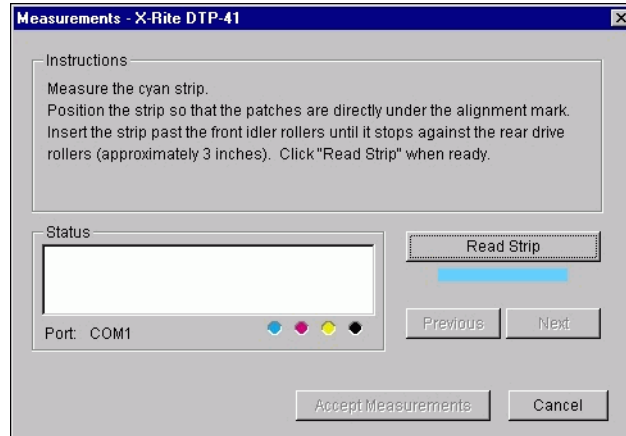 Measurements - X-Rite DTP-41
Instructions
Measure the cyan strip.
Position the strip so that the patches are directly under the alignment mark.
Insert the strip past the front idler rollers until it stops against the rear drive
rollers (approximately 3 inches). Click "Read Strip" when ready.
Status
Read Strip
Port: COM1
Previous Next
Accept Measurements Cancel